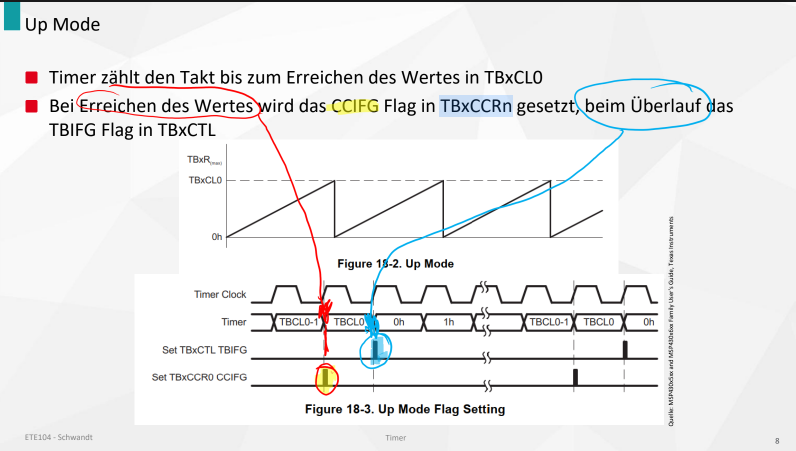 Up Mode
Timer zählt den Takt bis zum Erreichen des Wertes in TBxCL0
Bei Erreichen des Wertes wird das CCIFG Flag in TBxCCRn gesetzt, beim Überlauf das
TBIFG Flag in TBxCTL
TBxR(max)
TBxCL0
0h
Figure 18-2. Up Mode
Timer Clock
Timer TBCL0-1 TBCL0 0h 1h TBCL0-1 TBCL0 0h
Set TBxCTL TBIFG
Set TBxCCR0 CCIFG
Figure 18-3. Up Mode Flag Setting
Quelle: MSP430x5xx and MSP430x6xx Family User's Guide, Texas Instruments
ETE104 - Schwandt
Timer
8